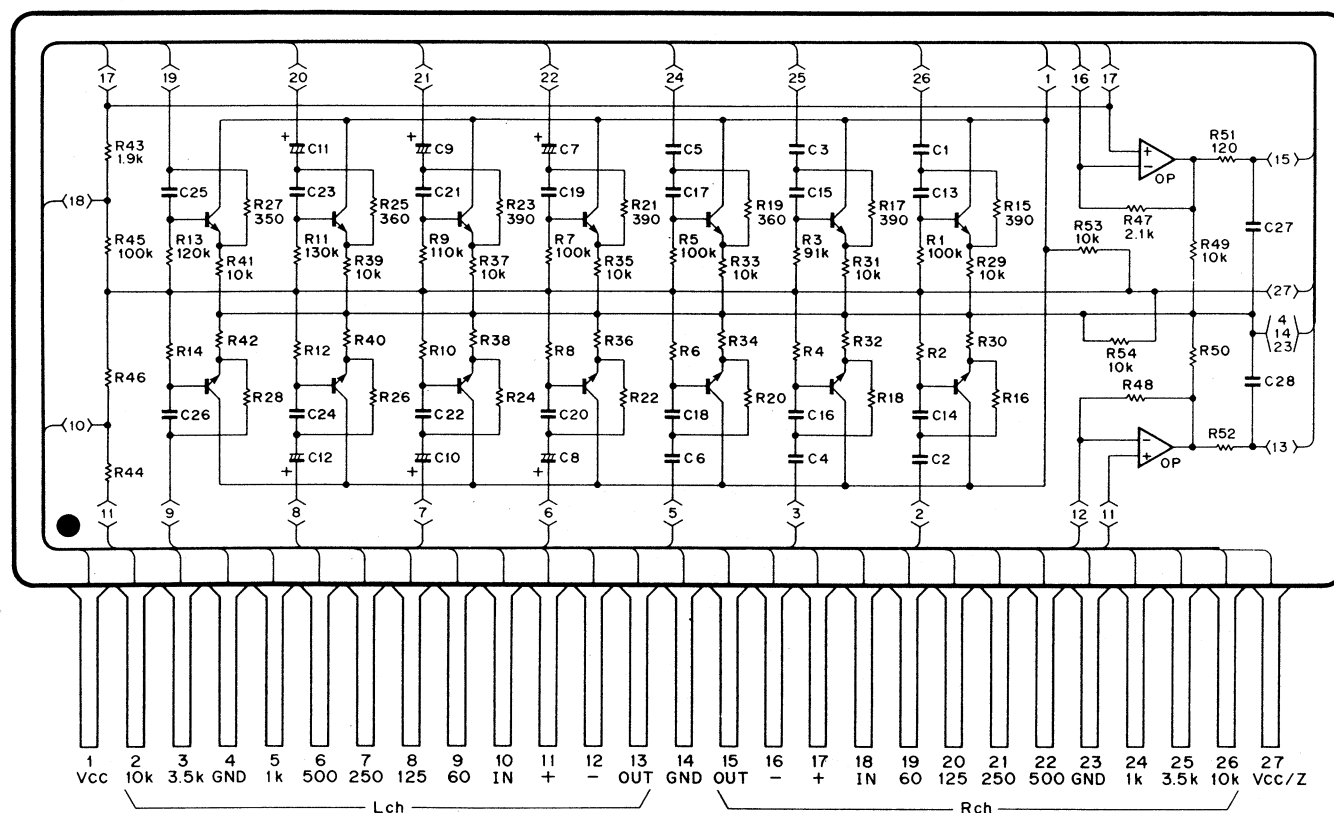 17 19 20 21 22 24 25 26 1 16 17
+ C11 + C9 + C7 C5 C3 C1
R43 1.9k
R51 120
+ - OP
15
18
C25 C23 C21 C19 C17 C15 C13
R27 350 R25 360 R23 390 R21 390 R19 360 R17 390 R15 390
R47 2.1k
C27
R45 100k
R13 120k R11 130k R9 110k R7 100k R5 100k R3 91k R1 100k
R53 10k
R49 10k
R41 10k R39 10k R37 10k R35 10k R33 10k R31 10k R29 10k
27
4 14 23
R42 R40 R38 R36 R34 R32 R30
R14 R12 R10 R8 R6 R4 R2
R54 10k
R50
R46
R28 R26 R24 R22 R20 R18 R16
R48
C28
C26 C24 C22 C20 C18 C16 C14
10
R52
13
- + OP
R44
+ C12 + C10 + C8 C6 C4 C2
11 9 8 7 6 5 3 2 12 11
1 2 3 4 5 6 7 8 9 10 11 12 13 14 15 16 17 18 19 20 21 22 23 24 25 26 27
Vcc 10k 3.5k GND 1k 500 250 125 60 IN + - OUT GND OUT - + IN 60 125 250 500 GND 1k 3.5k 10k Vcc/Z
Lch Rch